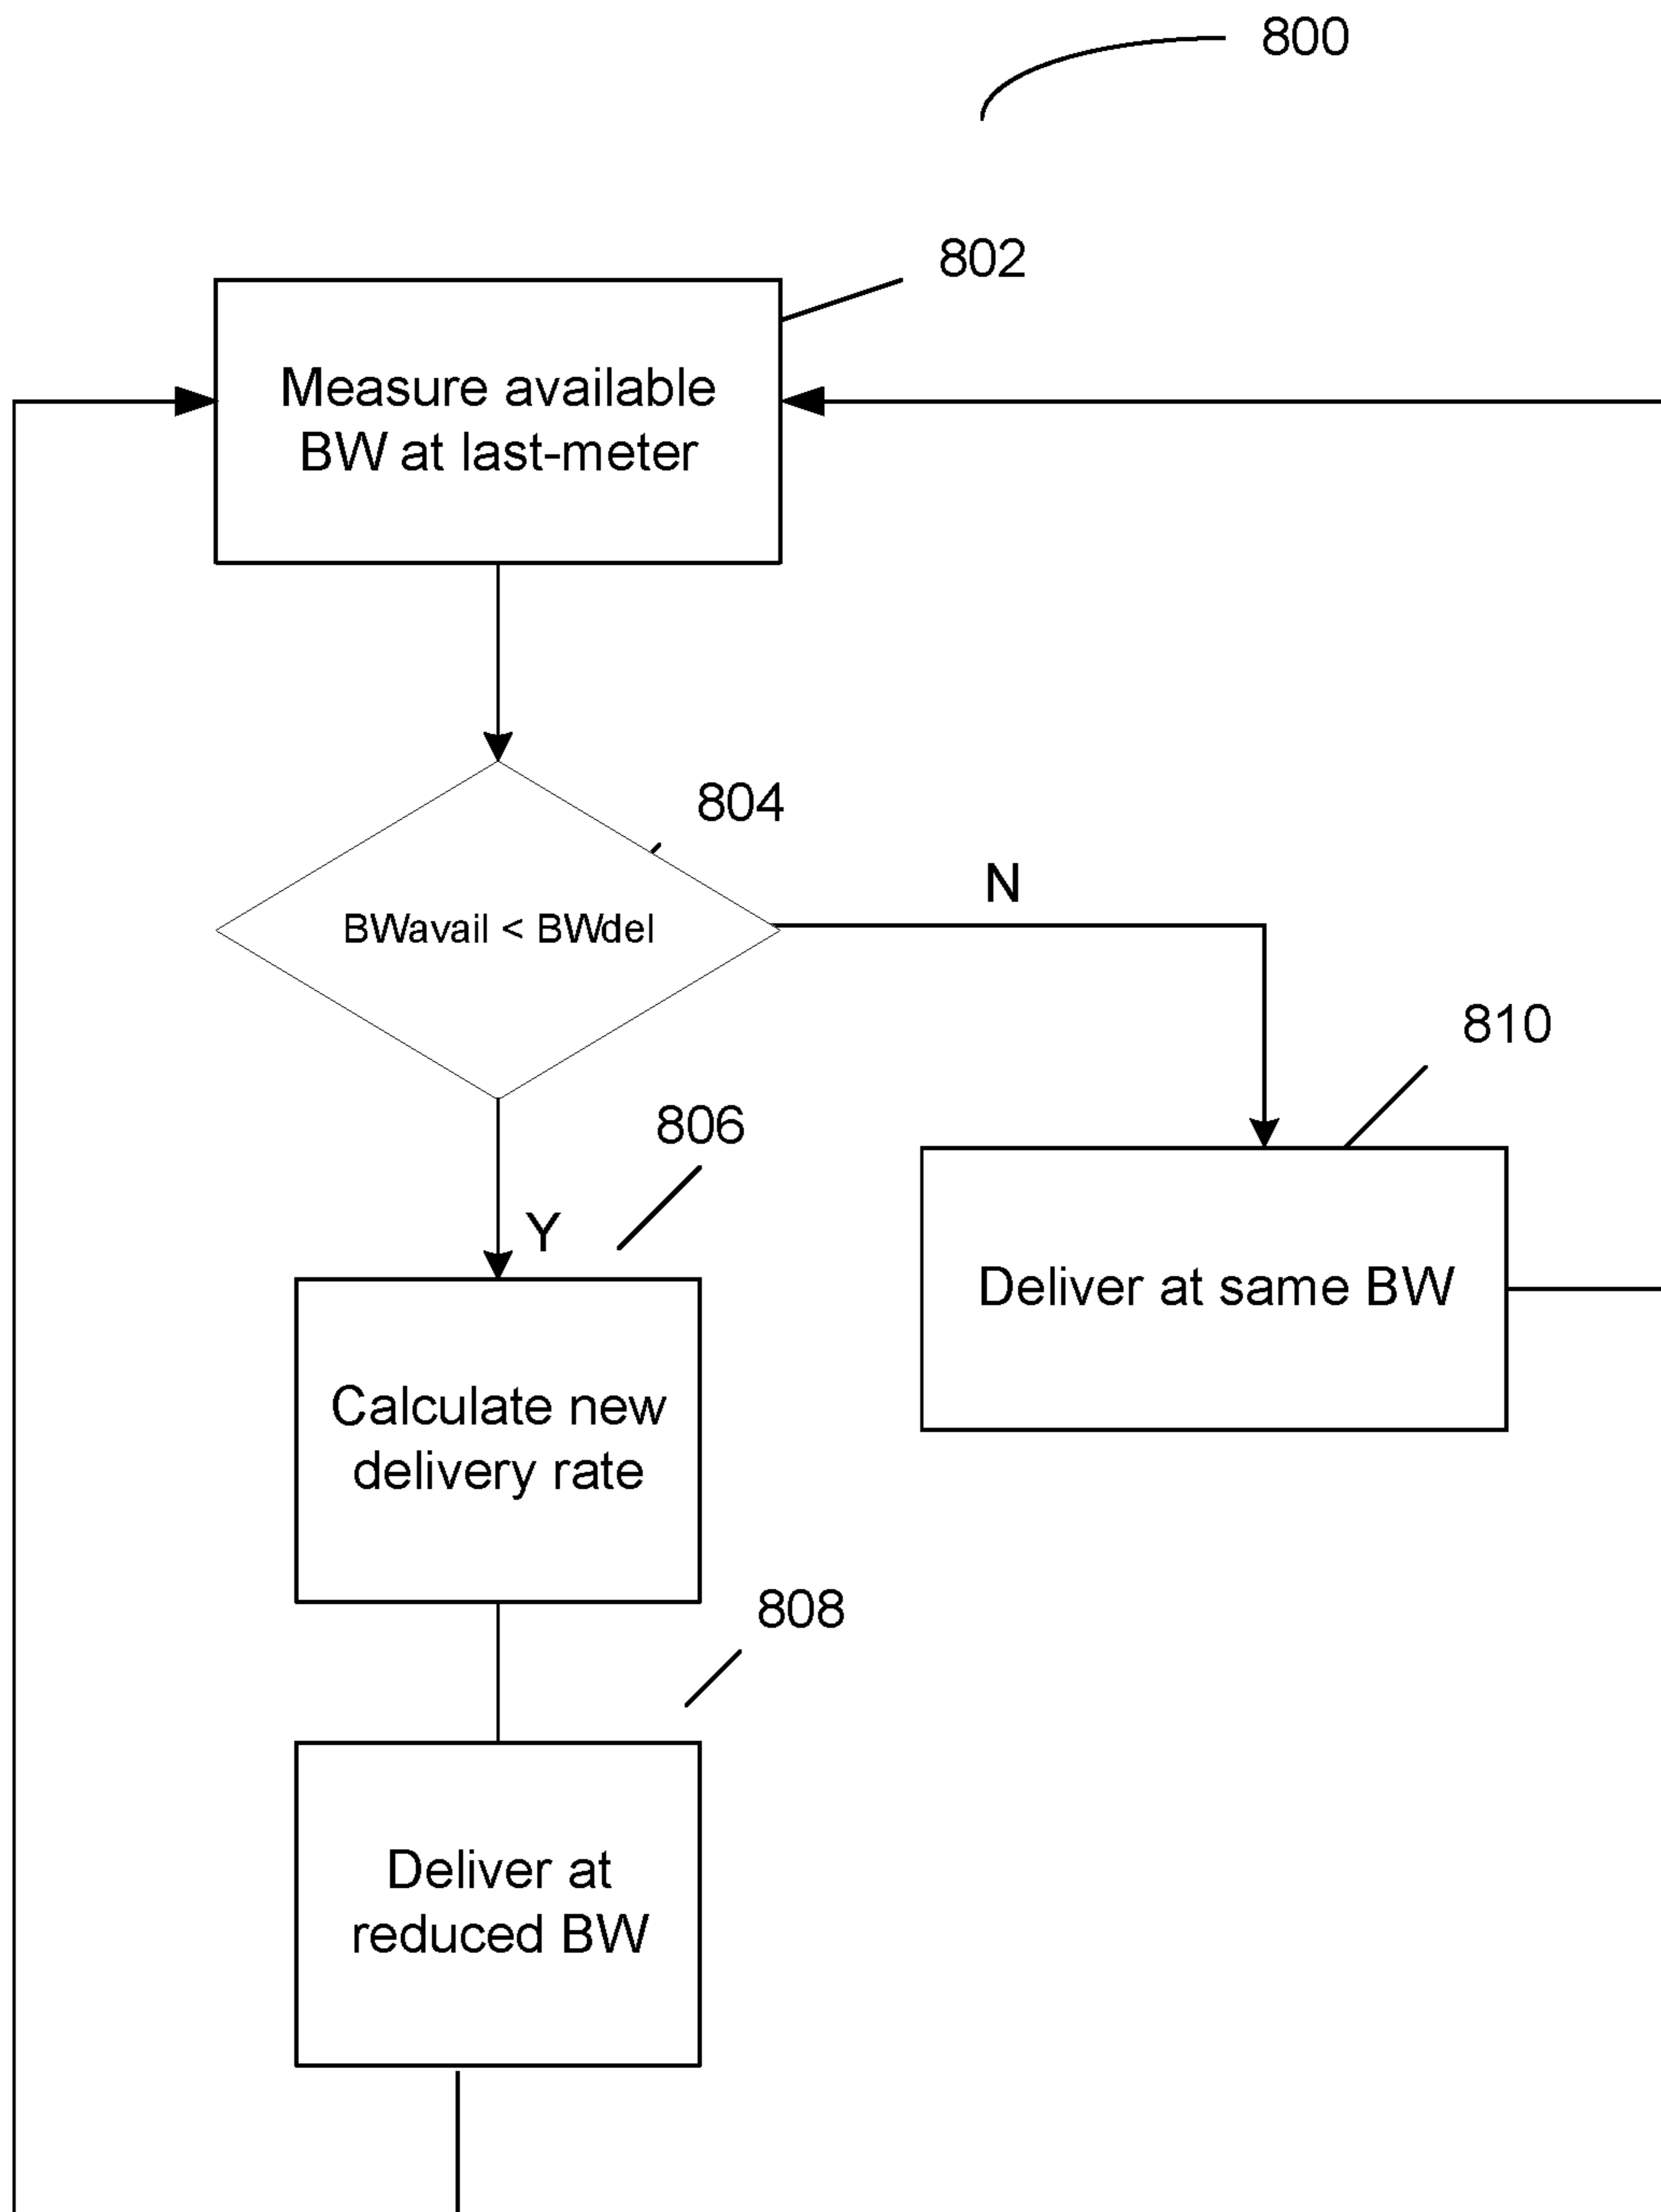 800
802
Measure available
BW at last-meter
804
BWavail < BWdel
N
810
806
Y
Deliver at same BW
Calculate new
delivery rate
808
Deliver at
reduced BW